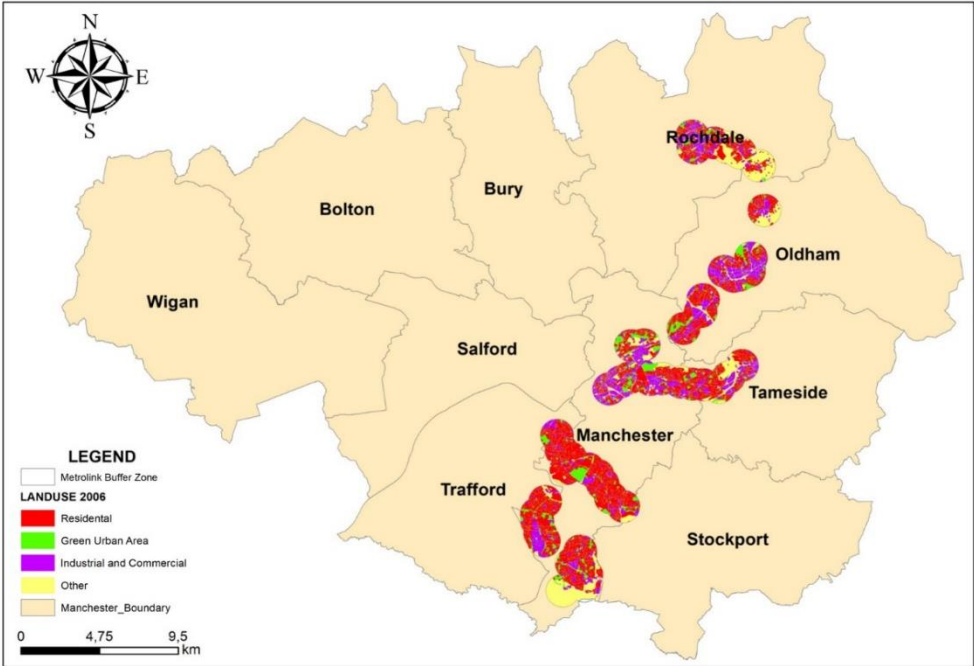 N
W E
S
Rochdale
Bury
Bolton
Oldham
Wigan
Salford
Tameside
Manchester
Trafford
Stockport
LEGEND
Metrolink Buffer Zone
LANDUSE 2006
Residental
Green Urban Area
Industrial and Commercial
Other
Manchester_Boundary
0 4,75 9,5
km